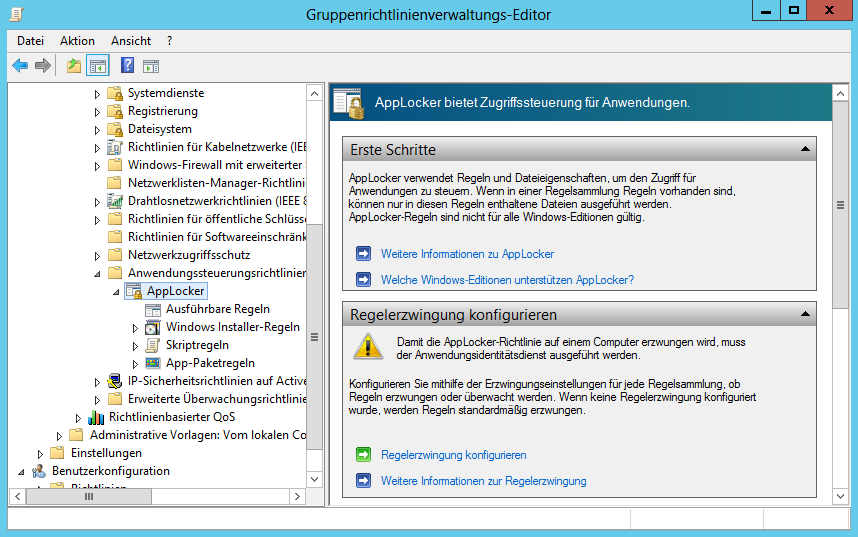 Gruppenrichtlinienverwaltungs-Editor
Datei Aktion Ansicht ?
Systemdienste
Registrierung
Dateisystem
Richtlinien für Kabelnetzwerke (IEE
Windows-Firewall mit erweiterter
Netzwerklisten-Manager-Richtlini
Drahtlosnetzwerkrichtlinien (IEEE 8
Richtlinien für öffentliche Schlüss
Richtlinien für Softwareeinschränk
Netzwerkzugriffsschutz
Anwendungssteuerungsrichtlinier
AppLocker
Ausführbare Regeln
Windows Installer-Regeln
Skriptregeln
App-Paketregeln
IP-Sicherheitsrichtlinien auf Active
Erweiterte Überwachungsrichtlinie
Richtlinienbasierter QoS
Administrative Vorlagen: Vom lokalen Co
Einstellungen
Benutzerkonfiguration
Richtlinien
AppLocker bietet Zugriffssteuerung für Anwendungen.
Erste Schritte
AppLocker verwendet Regeln und Dateieigenschaften, um den Zugriff für
Anwendungen zu steuern. Wenn in einer Regelsammlung Regeln vorhanden sind,
können nur in diesen Regeln enthaltene Dateien ausgeführt werden.
AppLocker-Regeln sind nicht für alle Windows-Editionen gültig.
Weitere Informationen zu AppLocker
Welche Windows-Editionen unterstützen AppLocker?
Regelerzwingung konfigurieren
Damit die AppLocker-Richtlinie auf einem Computer erzwungen wird, muss
der Anwendungsidentitätsdienst ausgeführt werden.
Konfigurieren Sie mithilfe der Erzwingungseinstellungen für jede Regelsammlung, ob
Regeln erzwungen oder überwacht werden. Wenn keine Regelerzwingung konfiguriert
wurde, werden Regeln standardmäßig erzwungen.
Regelerzwingung konfigurieren
Weitere Informationen zur Regelerzwingung